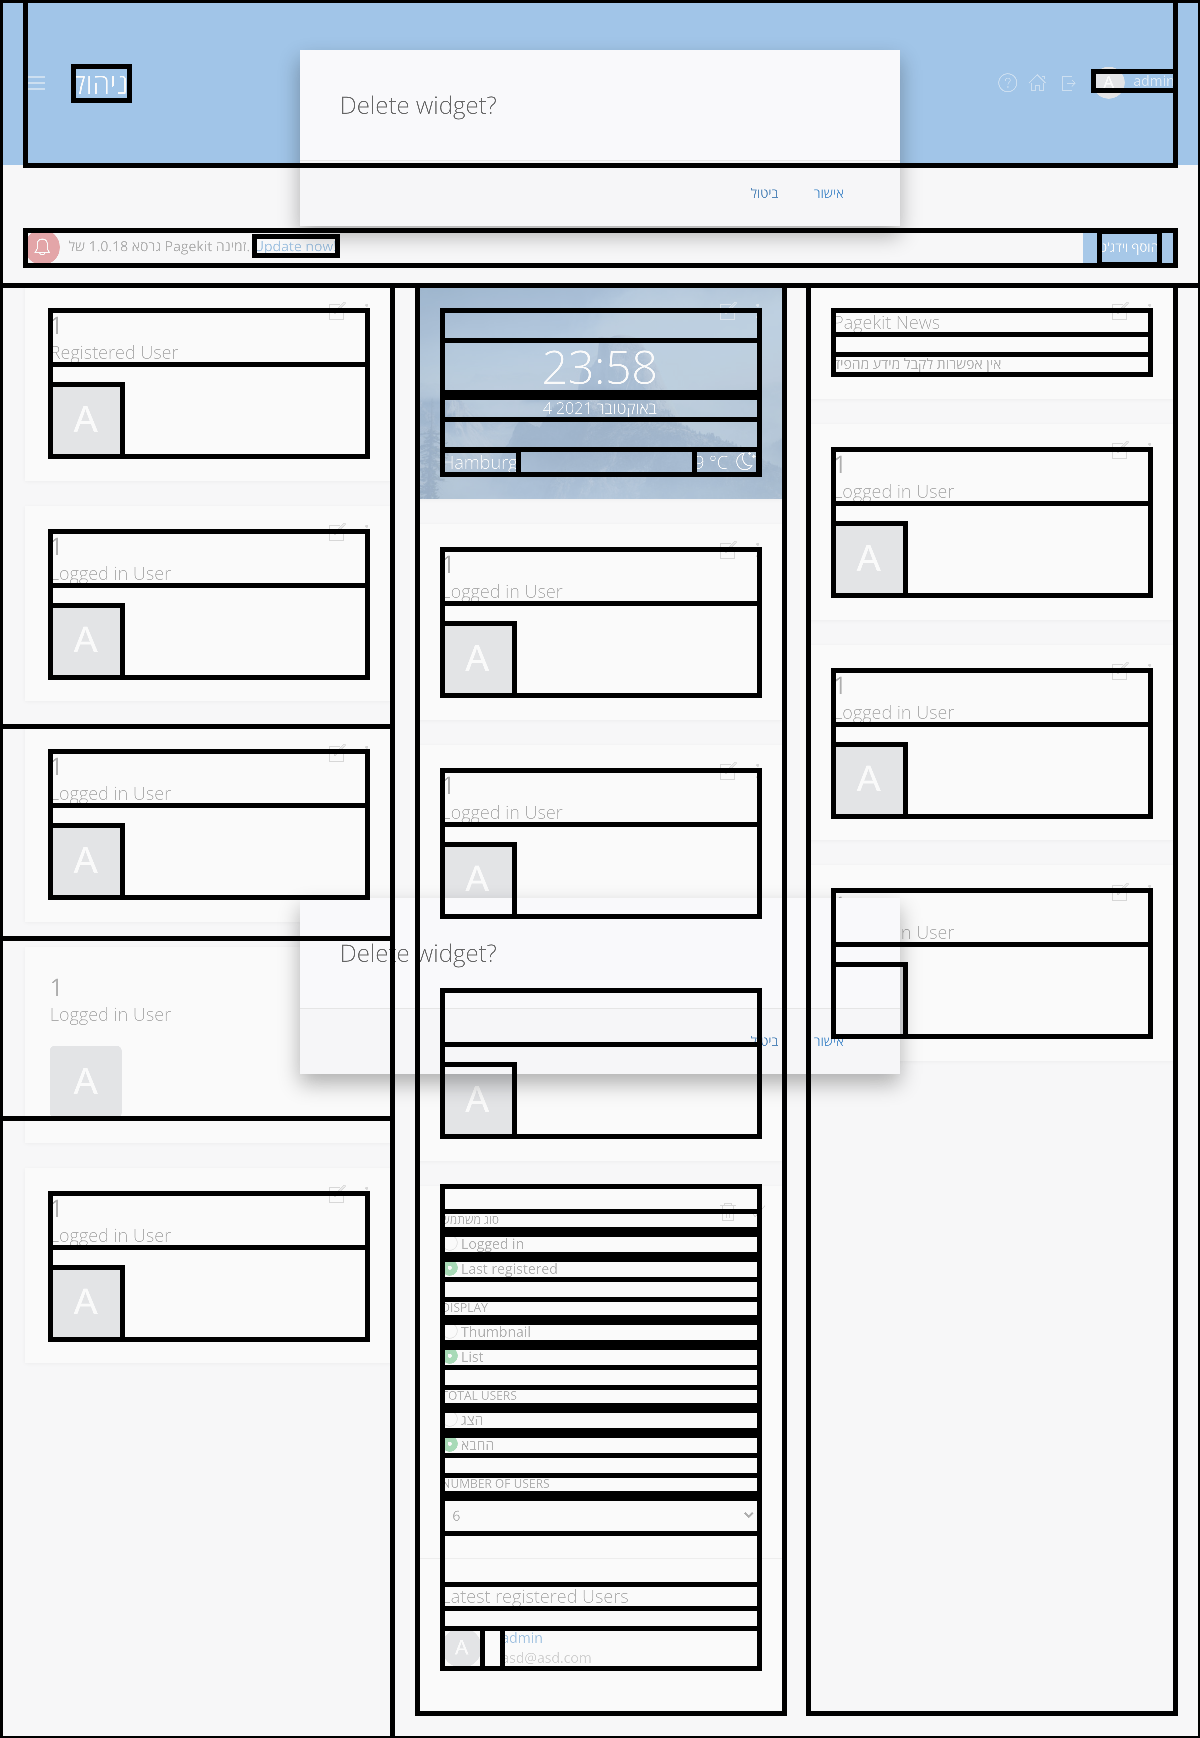 ניהול
admin
Delete widget?
ביטול
אישור
גרסא 1.0.18 של Pagekit זמינה. Update now
הוסף וידג'ט
1
Registered User
A
1
Logged in User
A
1
Logged in User
A
1
Logged in User
A
1
Logged in User
A
23:58
4 באוקטובר 2021
Hamburg
9 °C
1
Logged in User
A
1
Logged in User
A
Delete widget?
ביטול
אישור
A
סוג משתמש
Logged in
Last registered
DISPLAY
Thumbnail
List
TOTAL USERS
הצג
החבא
NUMBER OF USERS
6
Latest registered Users
A
admin
asd@asd.com
Pagekit News
אין אפשרות לקבל מידע מהפיד
1
Logged in User
A
1
Logged in User
A
in User